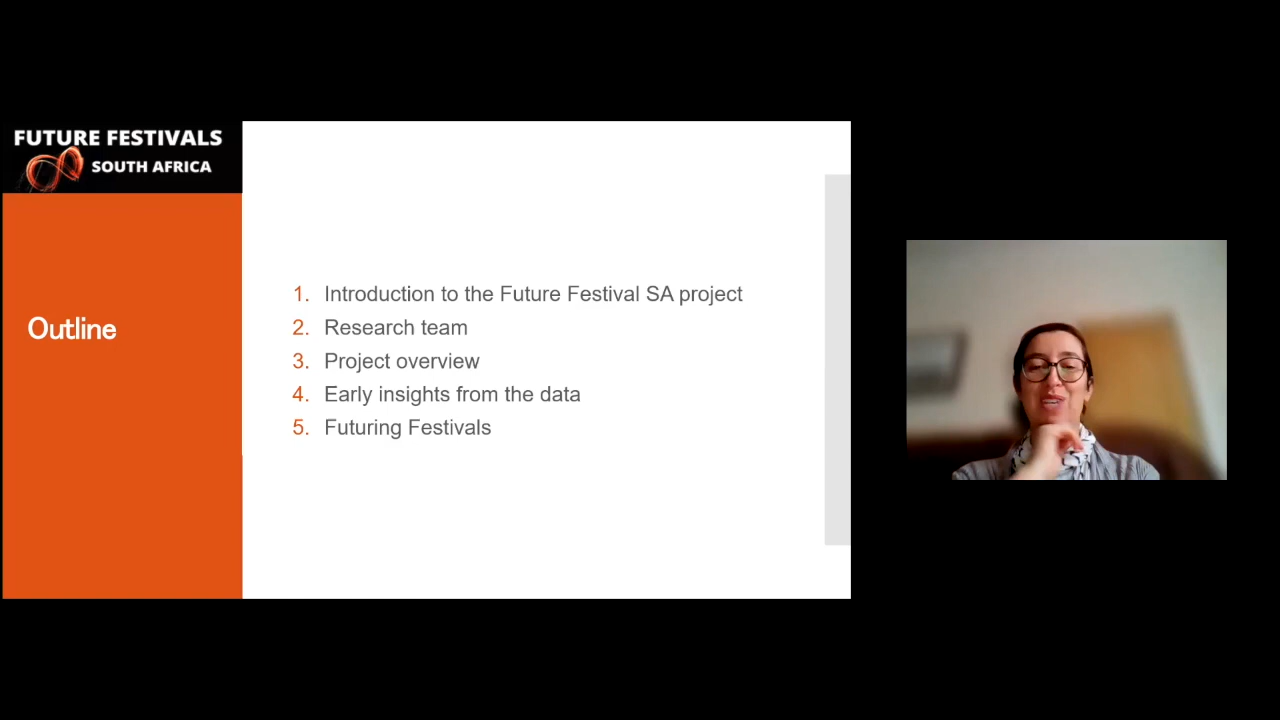 FUTURE FESTIVALS
SOUTH AFRICA
Outline
1. Introduction to the Future Festival SA project
2. Research team
3. Project overview
4. Early insights from the data
5. Futuring Festivals